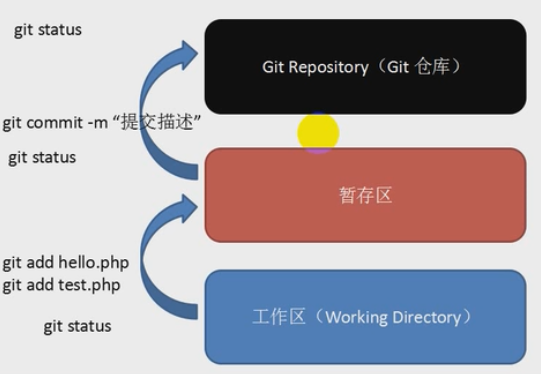 git status
Git Repository（Git 仓库）
git commit -m “提交描述”
git status
暂存区
git add hello.php
git add test.php
git status
工作区（Working Directory）